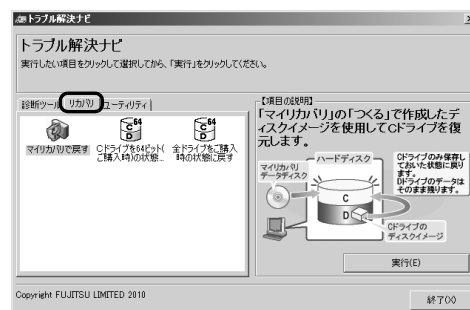 トラブル解決ナビ
トラブル解決ナビ
実行したい項目をクリックして選択してから、「実行」をクリックしてください。
診断ツール
リカバリ
ユーティリティ
マイリカバリで戻す
64
Cドライブを64ビット(
ご購入時)の状態...
64
全ドライブをご購入
時の状態に戻す
【項目の説明】
「マイリカバリ」の「つくる」で作成したデ
ィスクイメージを使用してCドライブを復
元します。
マイリカバリ
データディスク
ハードディスク
C
D
Cドライブのみ保存し
ておいた状態に戻り
ます。
Dドライブのデータは
そのまま残ります。
Cドライブの
ディスクイメージ
実行(E)
Copyright FUJITSU LIMITED 2010
終了(X)